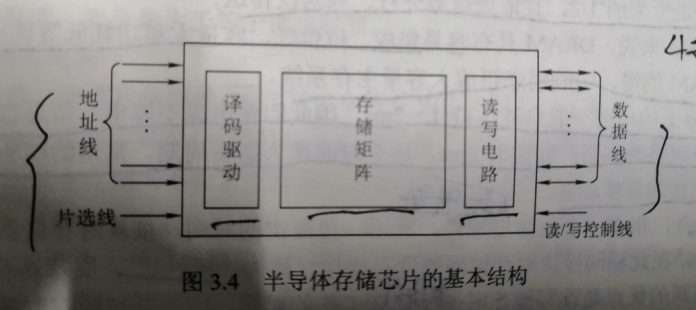 地址线
译码驱动
存储矩阵
读写电路
数据线
片选线
读/写控制线
图 3.4 半导体存储芯片的基本结构